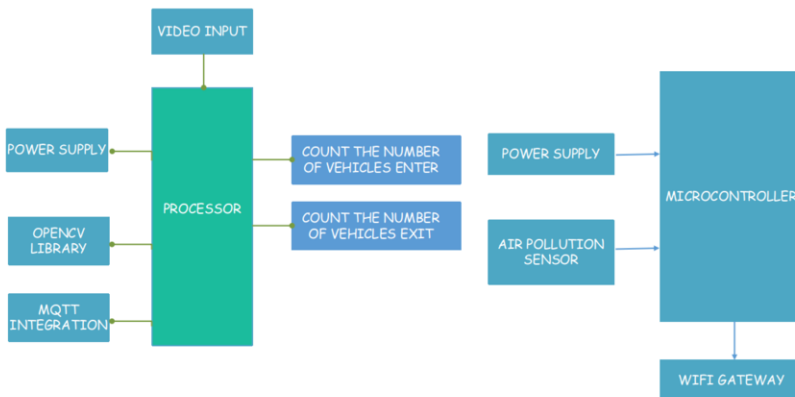 VIDEO INPUT
POWER SUPPLY
OPENCV
LIBRARY
MQTT
INTEGRATION
PROCESSOR
COUNT THE NUMBER
OF VEHICLES ENTER
COUNT THE NUMBER
OF VEHICLES EXIT
POWER SUPPLY
AIR POLLUTION
SENSOR
MICROCONTROLLER
WIFI GATEWAY